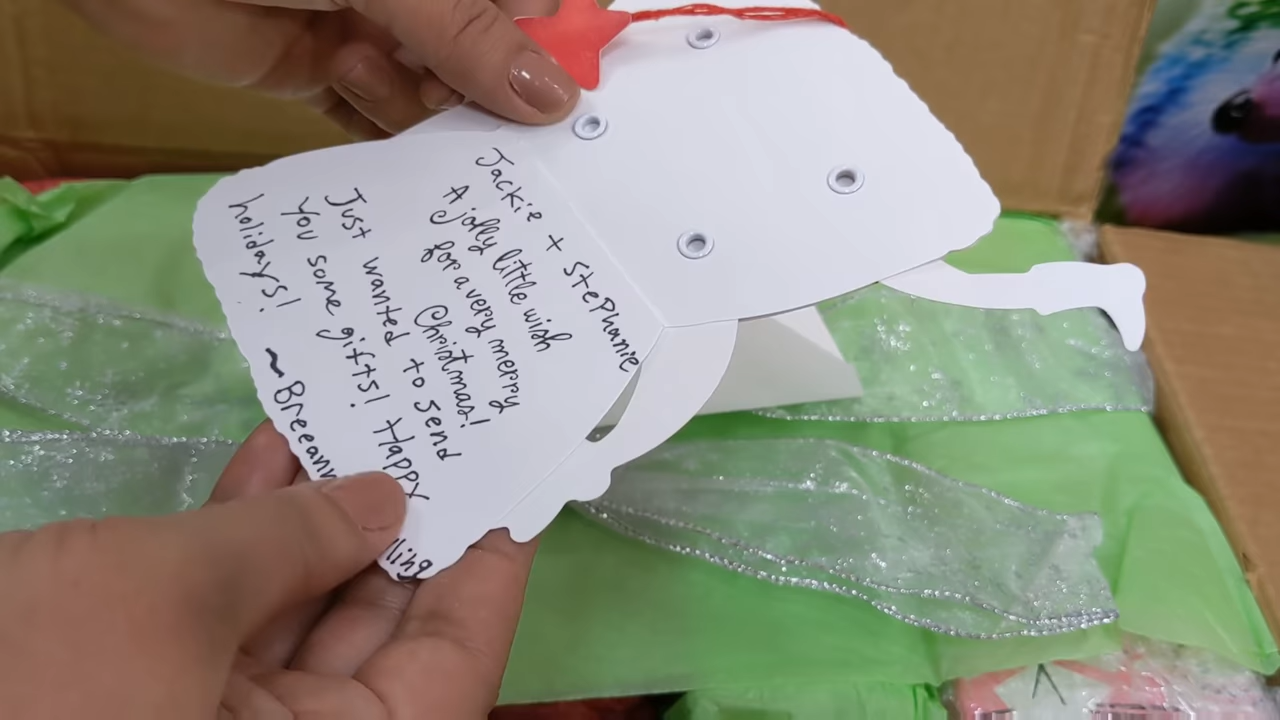 Jackie + Stephanie
A jolly little wish
for a very merry
Christmas!
Just wanted to send
you some gifts! Happy
holidays!
~Breeann